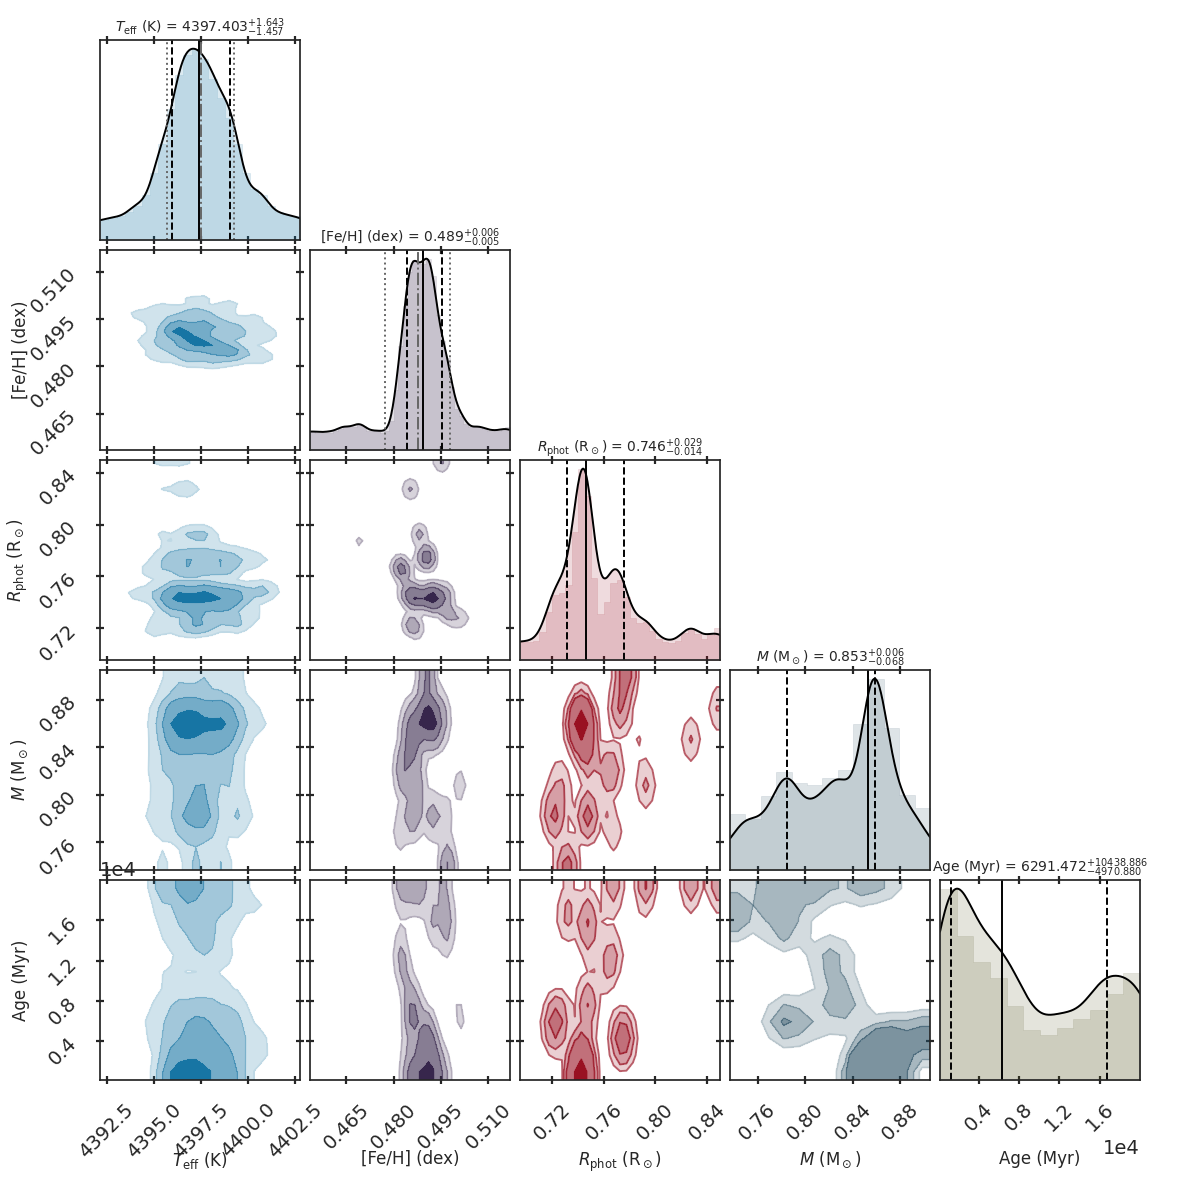 T_eff (K) = 4397.403^{+1.643}_{−1.457}
[Fe/H] (dex) = 0.489^{+0.006}_{−0.005}
[Fe/H] (dex)
0.510
0.495
0.480
0.465
R_phot (R_⊙) = 0.746^{+0.029}_{−0.014}
R_phot (R_⊙)
0.84
0.80
0.76
0.72
M (M_⊙) = 0.853^{+0.006}_{−0.068}
M (M_⊙)
0.88
0.84
0.80
0.76
1e4
Age (Myr) = 6291.472^{+10438.886}_{−4970.880}
Age (Myr)
1.6
1.2
0.8
0.4
4392.5 4395.0 4397.5 4400.0 4402.5
0.465 0.480 0.495 0.510
0.72 0.76 0.80 0.84
0.76 0.80 0.84 0.88
0.4 0.8 1.2 1.6
1e4
T_eff (K) [Fe/H] (dex) R_phot (R_⊙) M (M_⊙) Age (Myr)